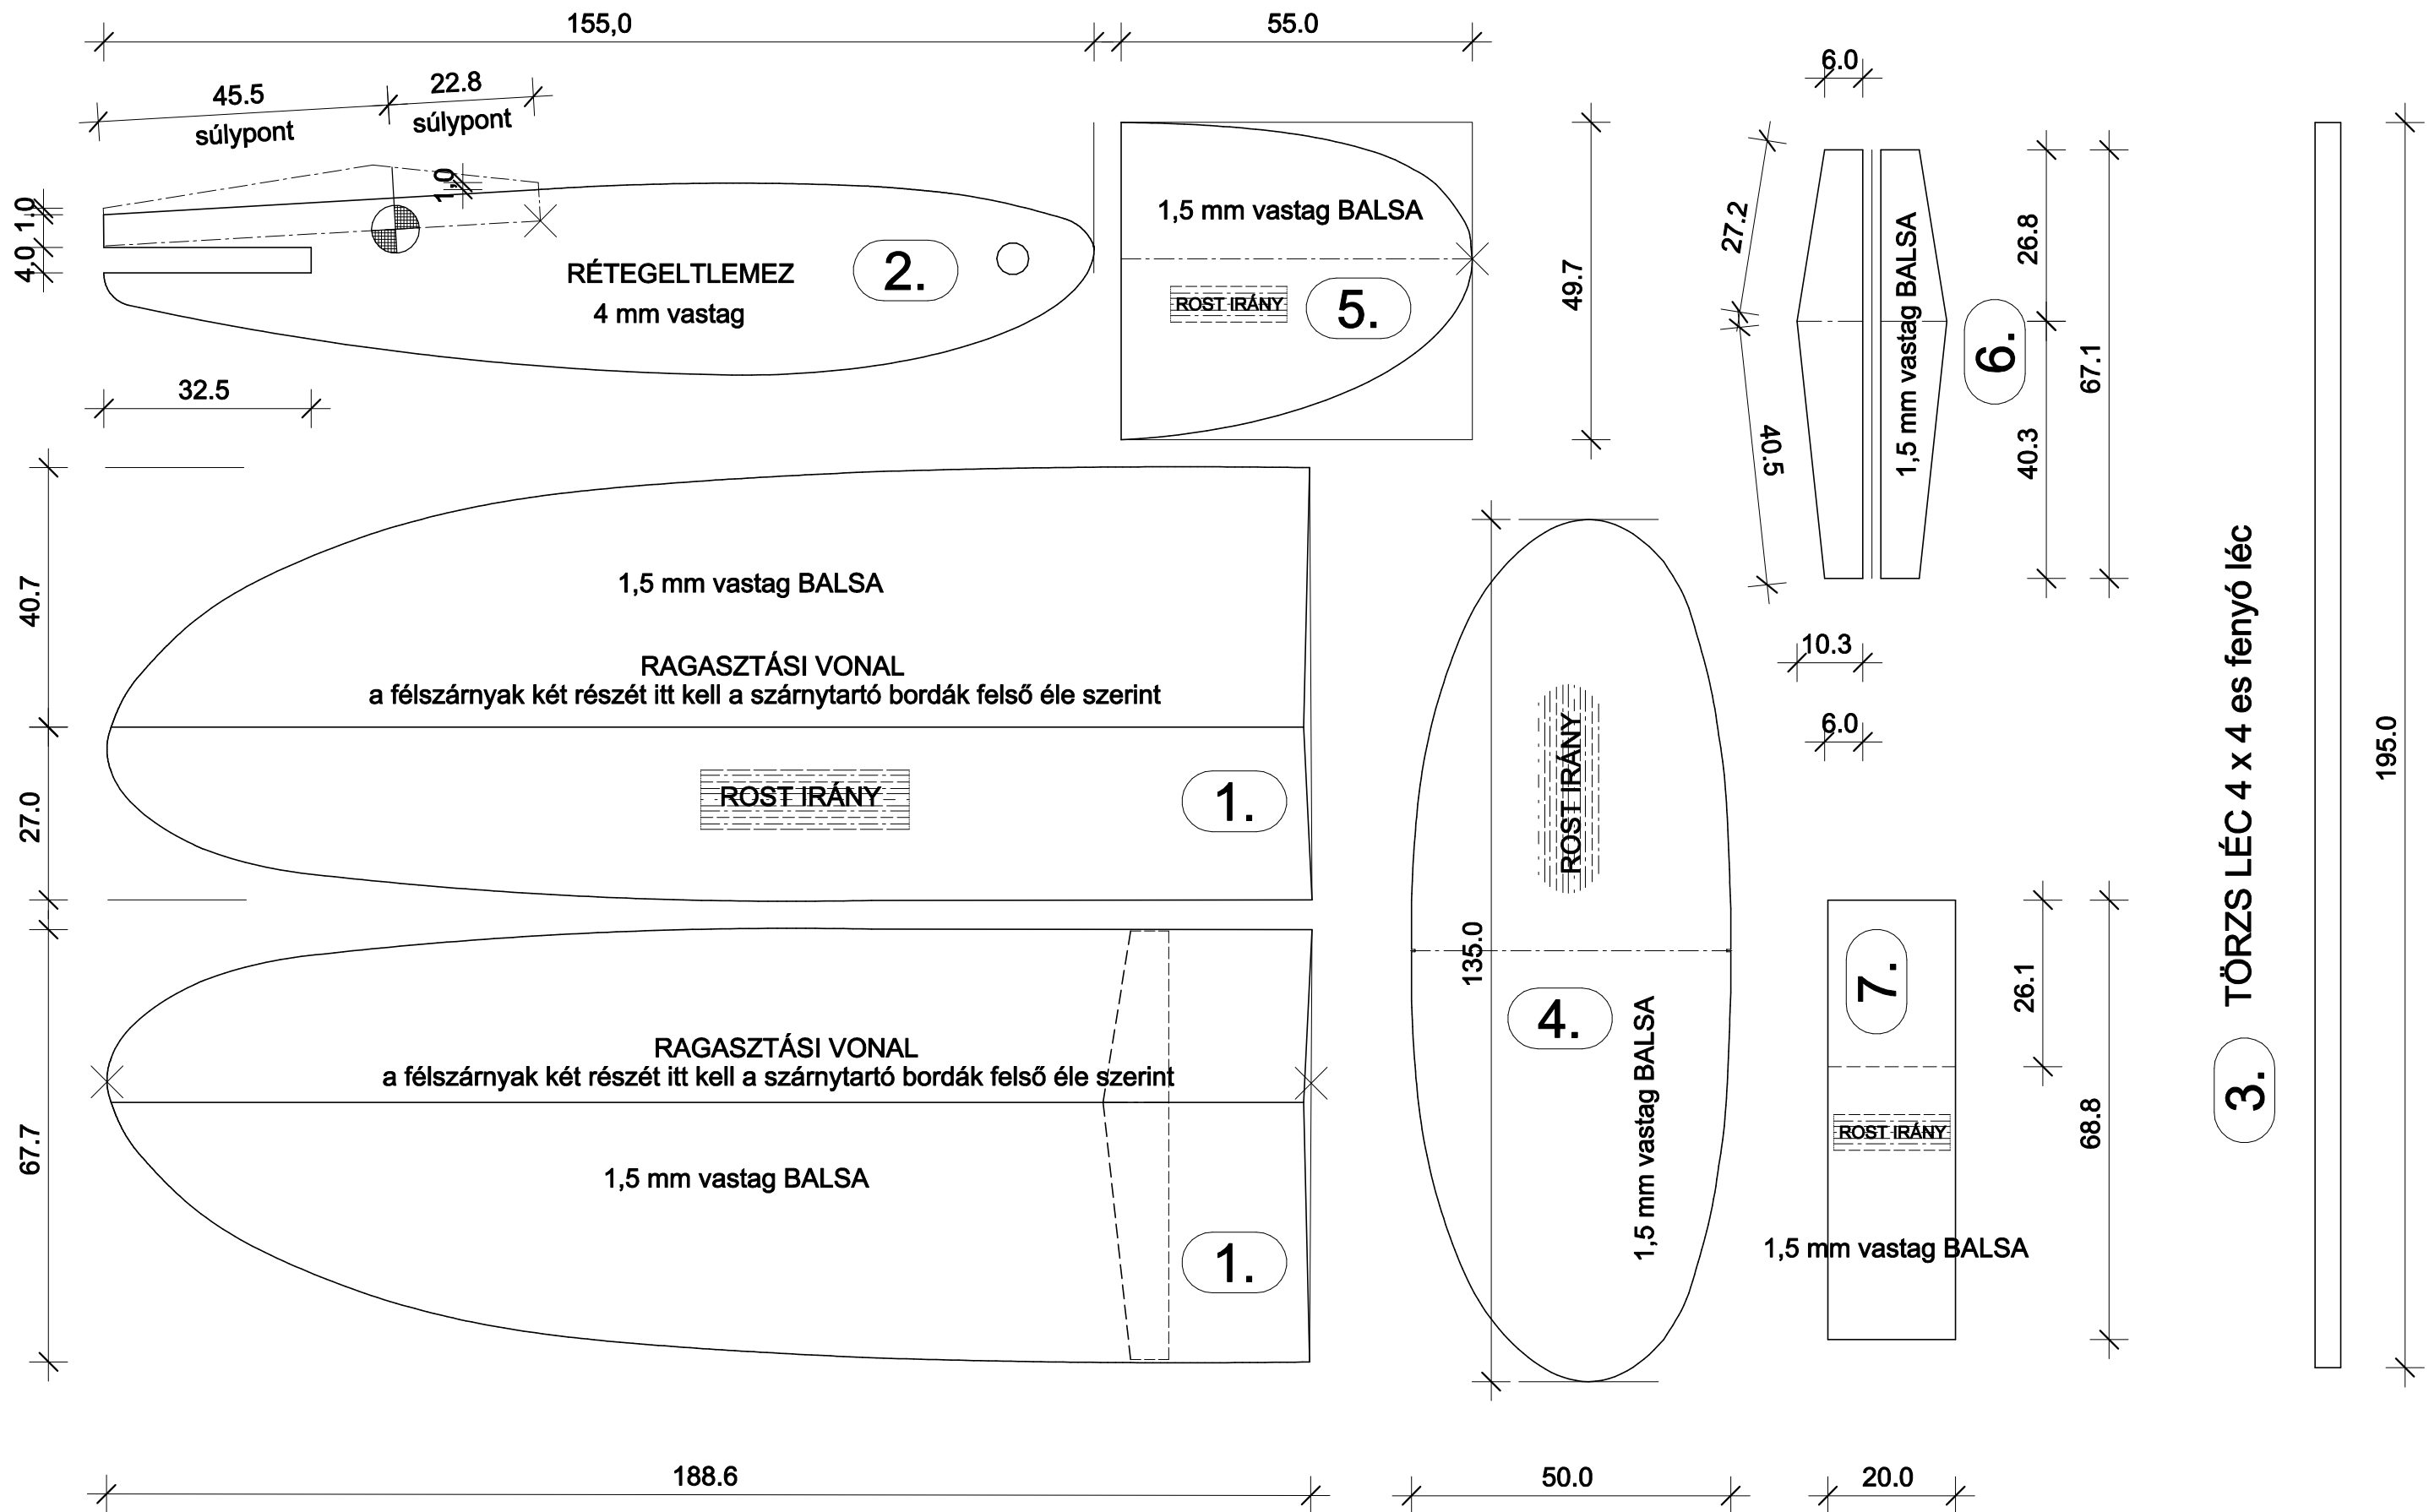 155,0
55.0
6.0
45.5
súlypont
22.8
súlypont
1,0
1.0
4,0
RÉTEGELTLEMEZ
4 mm vastag
2.
32.5
1,5 mm vastag BALSA
ROST IRÁNY
5.
49.7
27.2
40.5
1,5 mm vastag BALSA
6.
26.8
40.3
67.1
10.3
6.0
40.7
27.0
1,5 mm vastag BALSA
RAGASZTÁSI VONAL
a félszárnyak két részét itt kell a szárnytartó bordák felső éle szerint
ROST IRÁNY
1.
67.7
RAGASZTÁSI VONAL
a félszárnyak két részét itt kell a szárnytartó bordák felső éle szerint
1,5 mm vastag BALSA
1.
188.6
135.0
ROST IRÁNY
4.
1,5 mm vastag BALSA
50.0
7.
ROST IRÁNY
1,5 mm vastag BALSA
26.1
68.8
20.0
3.
TÖRZS LÉC 4 x 4 es fenyó léc
195.0